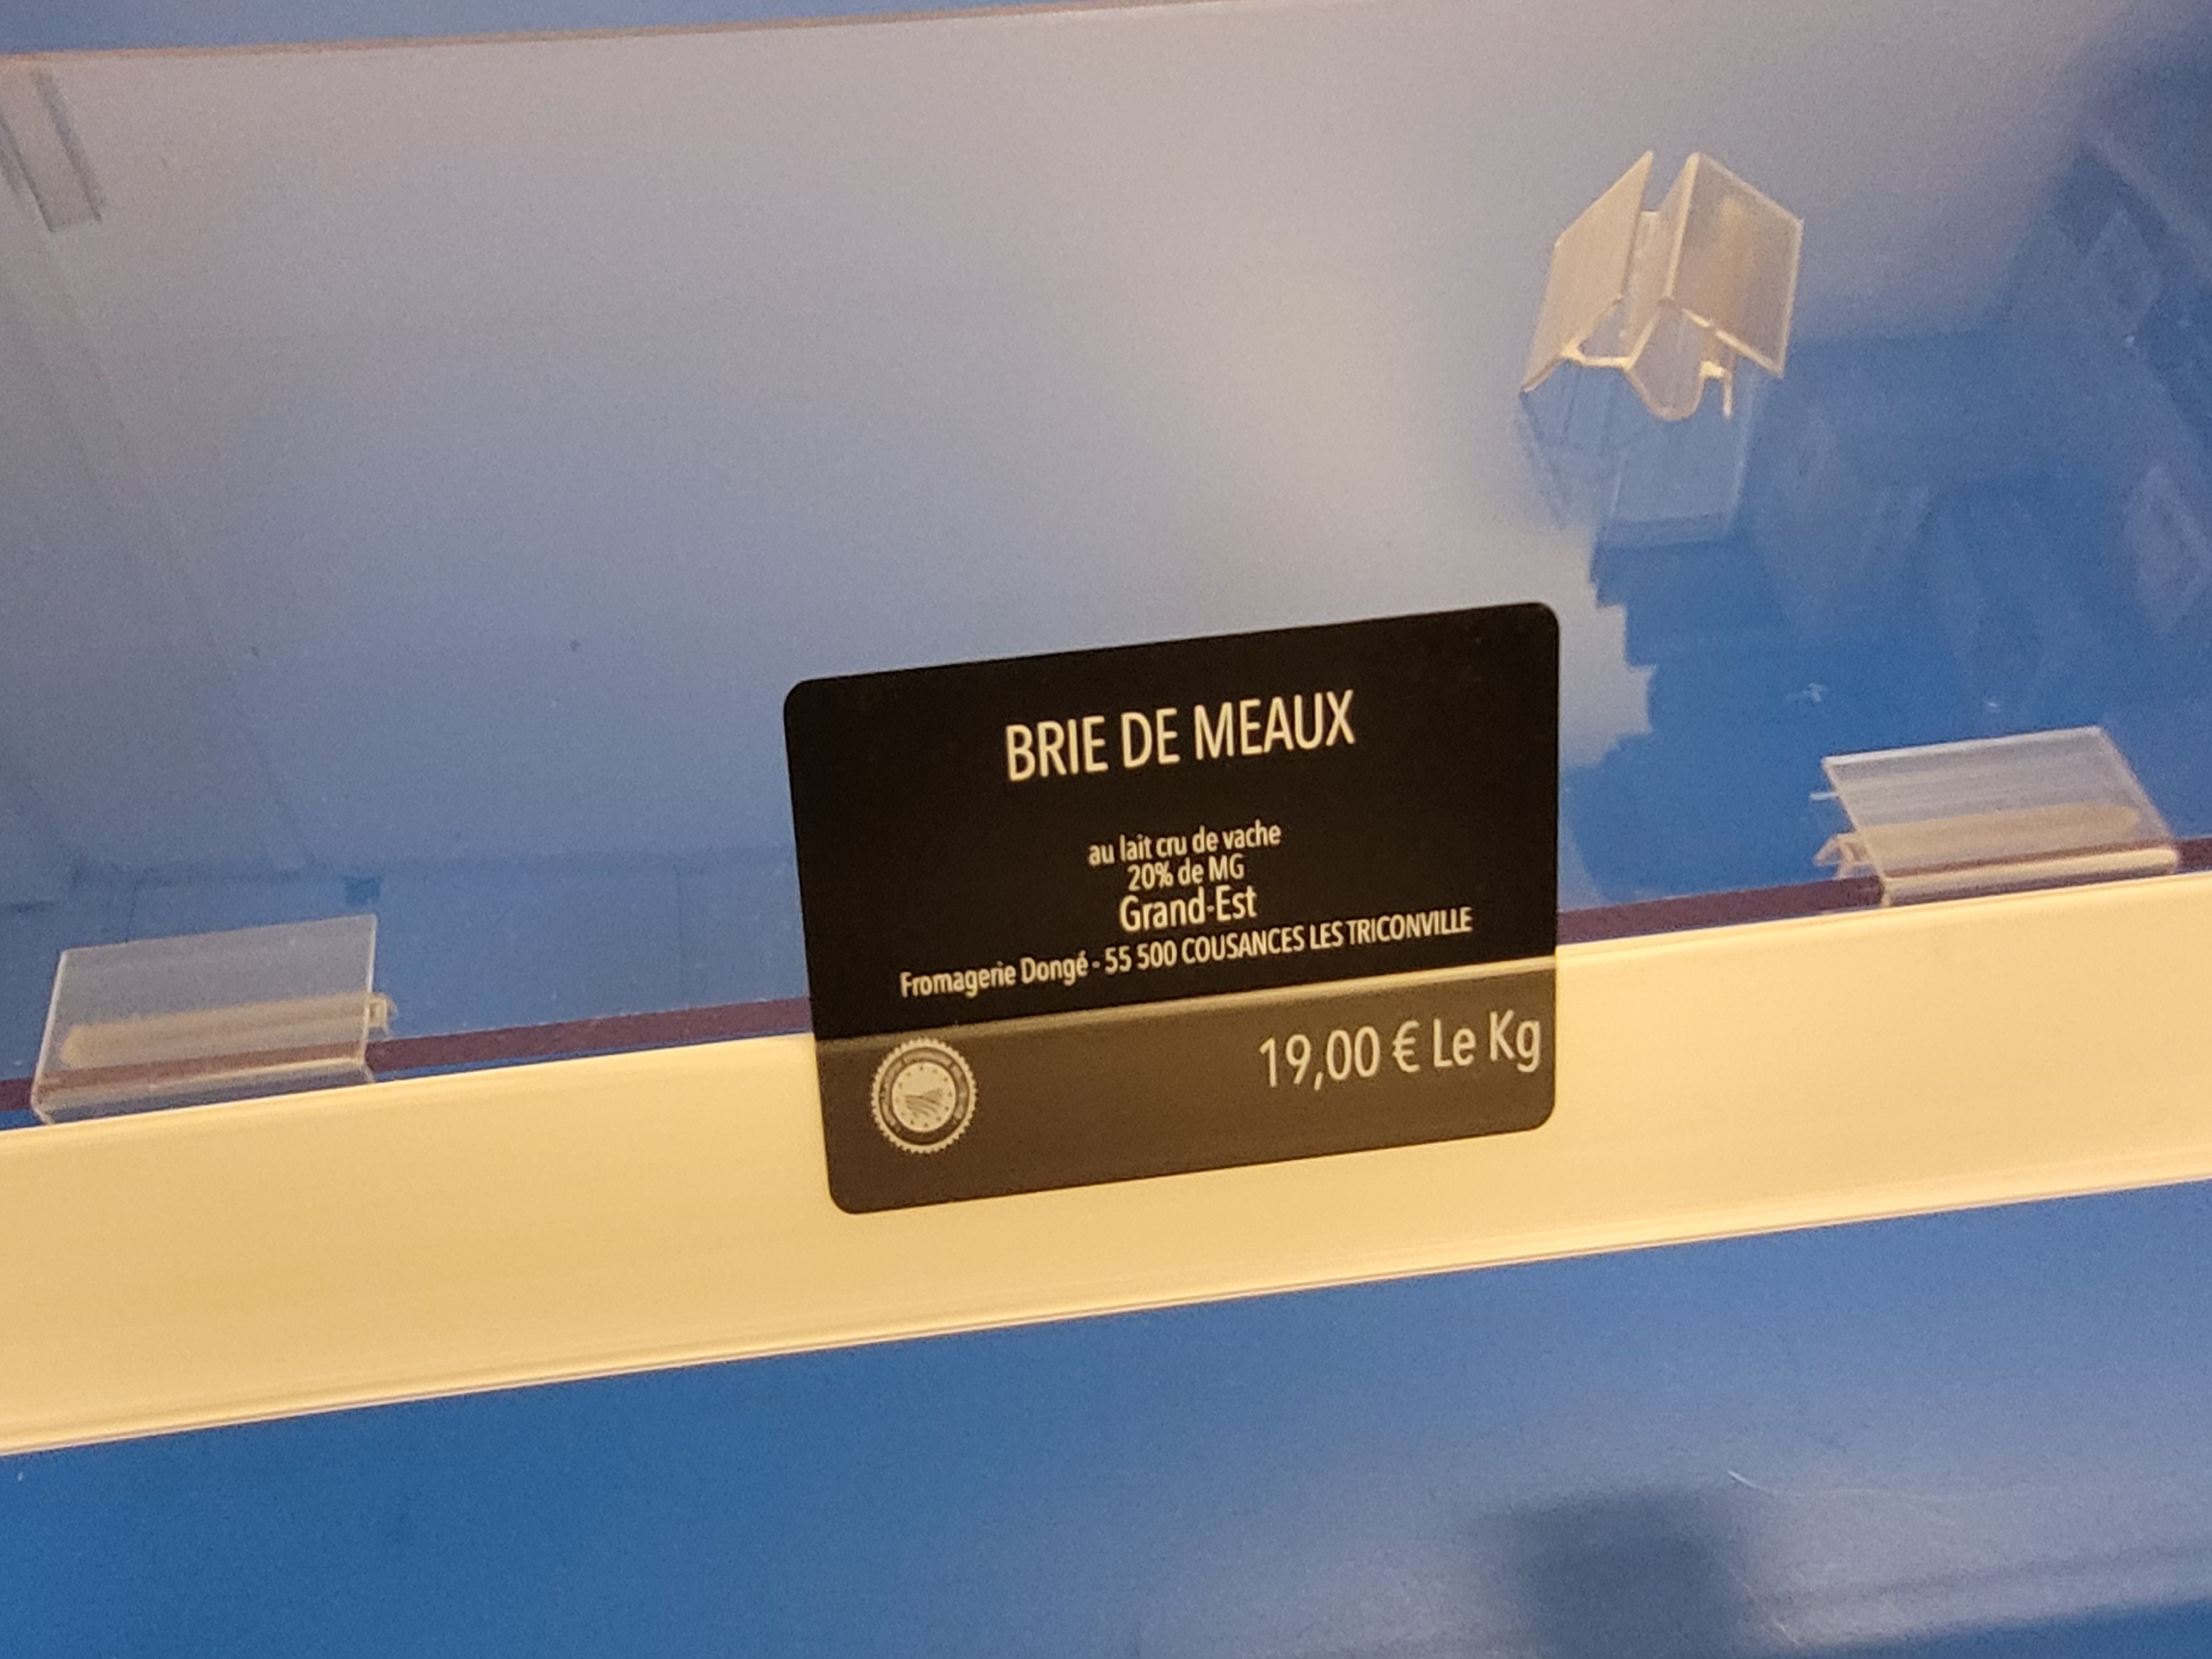 BRIE DE MEAUX
au lait cru de vache
20% de MG
Grand-Est
Fromagerie Dongé - 55 500 COUSANCES LES TRICONVILLE
19,00 € Le Kg